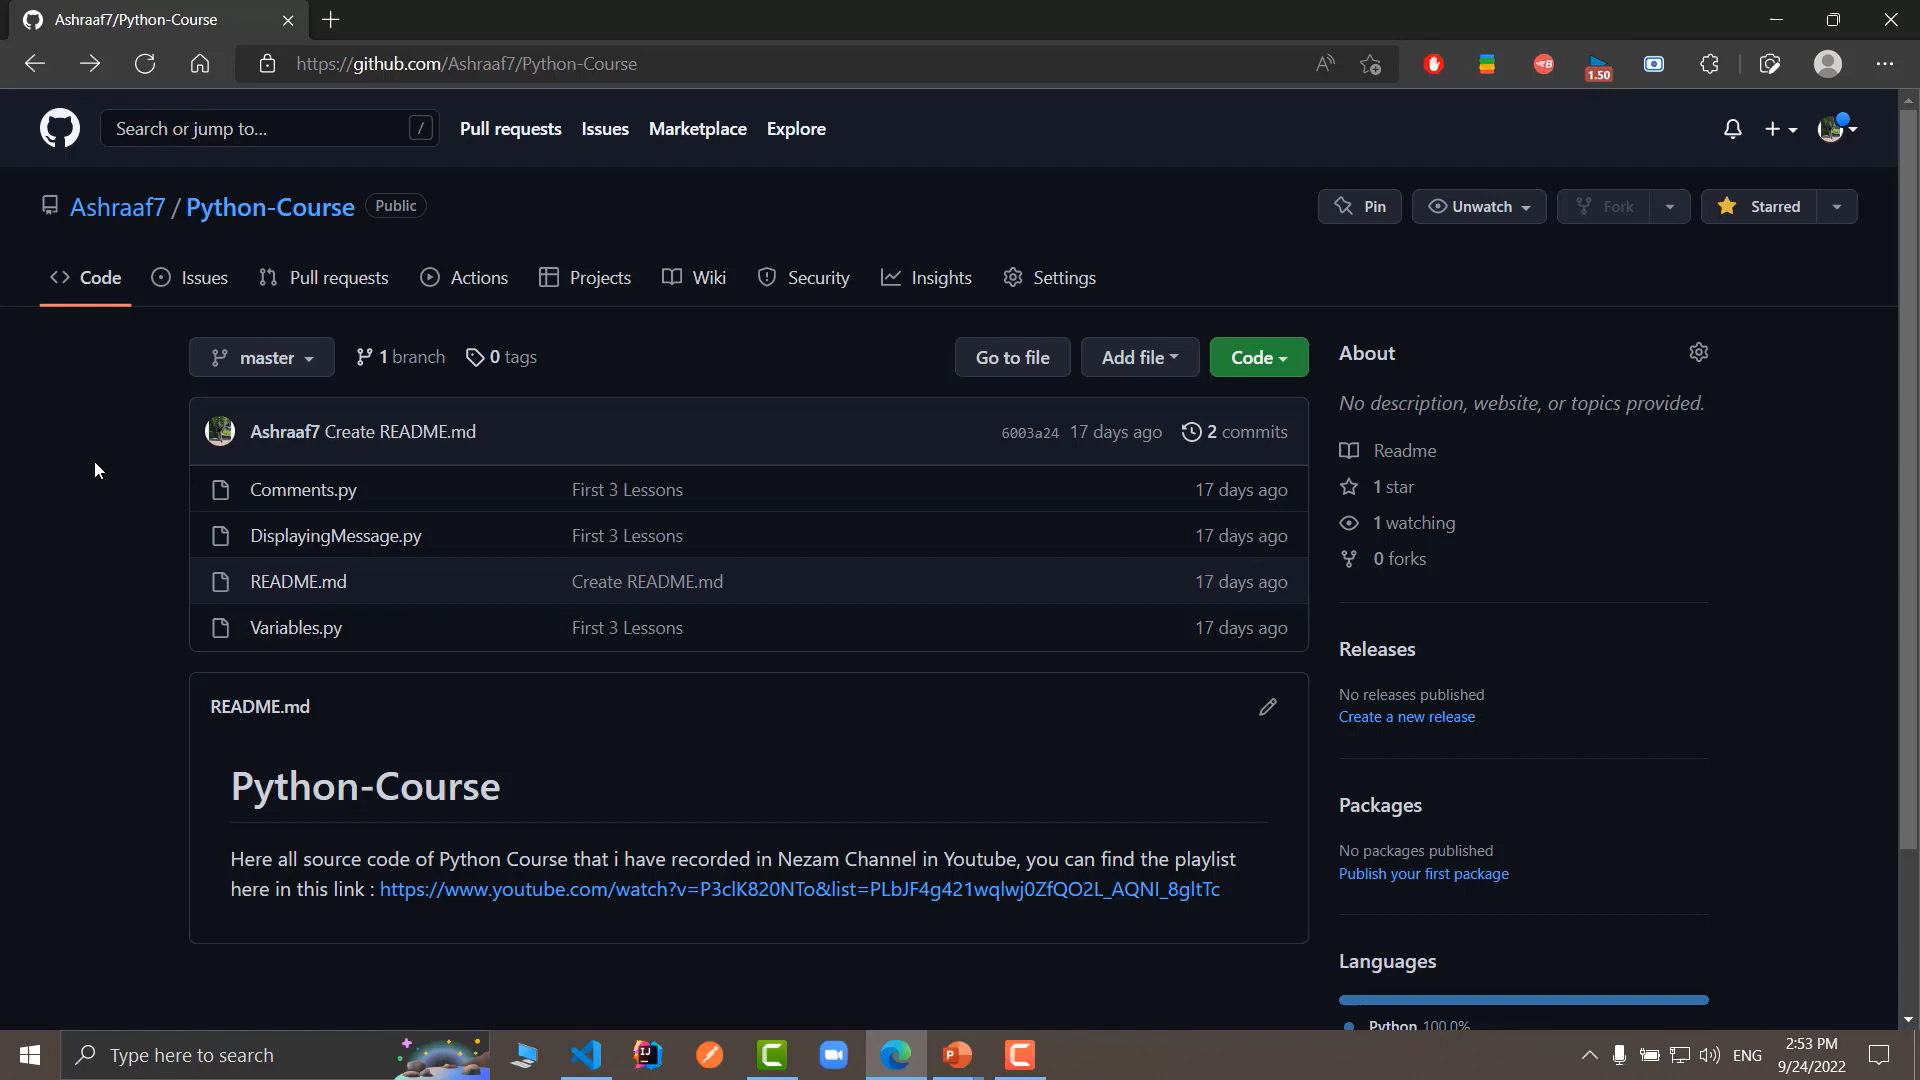 Ashraaf7/Python-Course
https://github.com/Ashraaf7/Python-Course
1.50
Search or jump to... /
Pull requests Issues Marketplace Explore
Ashraaf7 / Python-Course Public
Pin Unwatch Fork Starred
Code Issues Pull requests Actions Projects Wiki Security Insights Settings
master 1 branch 0 tags Go to file Add file Code
Ashraaf7 Create README.md 6003a24 17 days ago 2 commits
Comments.py First 3 Lessons 17 days ago
DisplayingMessage.py First 3 Lessons 17 days ago
README.md Create README.md 17 days ago
Variables.py First 3 Lessons 17 days ago
README.md
Python-Course
Here all source code of Python Course that i have recorded in Nezam Channel in Youtube, you can find the playlist
here in this link : https://www.youtube.com/watch?v=P3clK820NTo&list=PLbJF4g421wqlwj0ZfQO2L_AQNI_8gltTc
About
No description, website, or topics provided.
Readme
1 star
1 watching
0 forks
Releases
No releases published
Create a new release
Packages
No packages published
Publish your first package
Languages
Python 100.0%
Type here to search
ENG
2:53 PM
9/24/2022